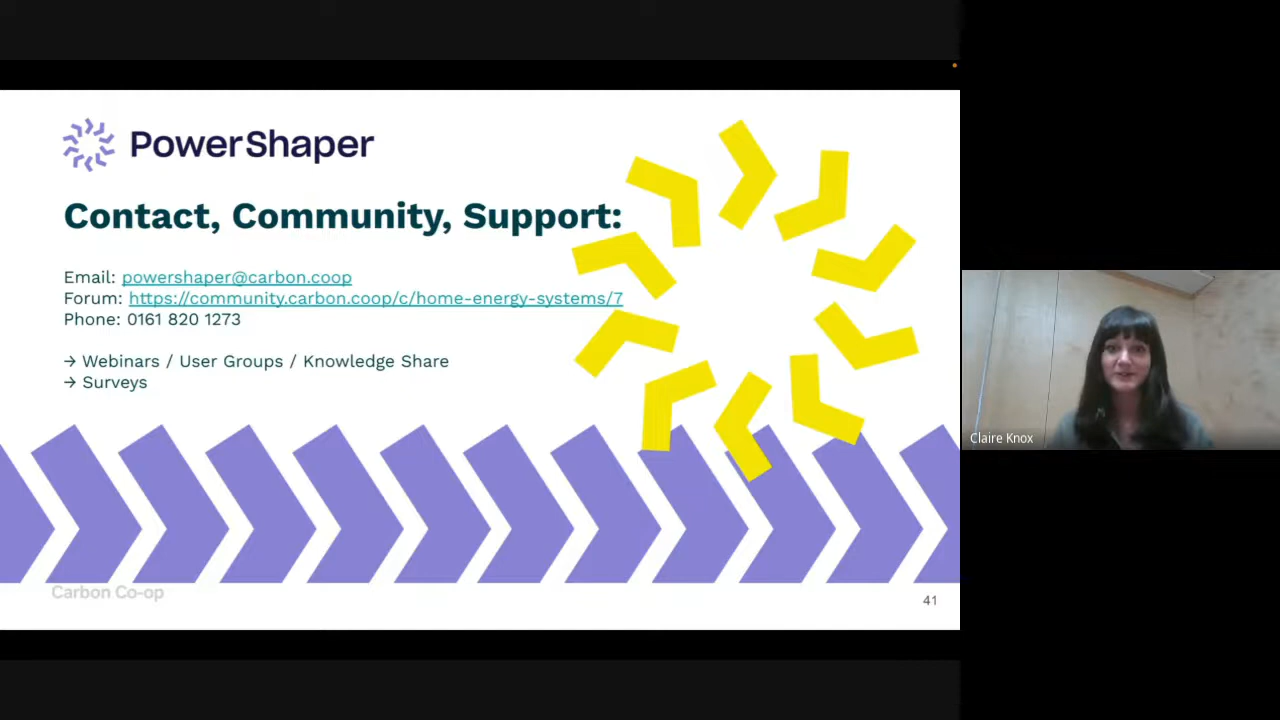 PowerShaper
Contact, Community, Support:
Email: powershaper@carbon.coop
Forum: https://community.carbon.coop/c/home-energy-systems/7
Phone: 0161 820 1273
→ Webinars / User Groups / Knowledge Share
→ Surveys
Carbon Co-op
41
Claire Knox